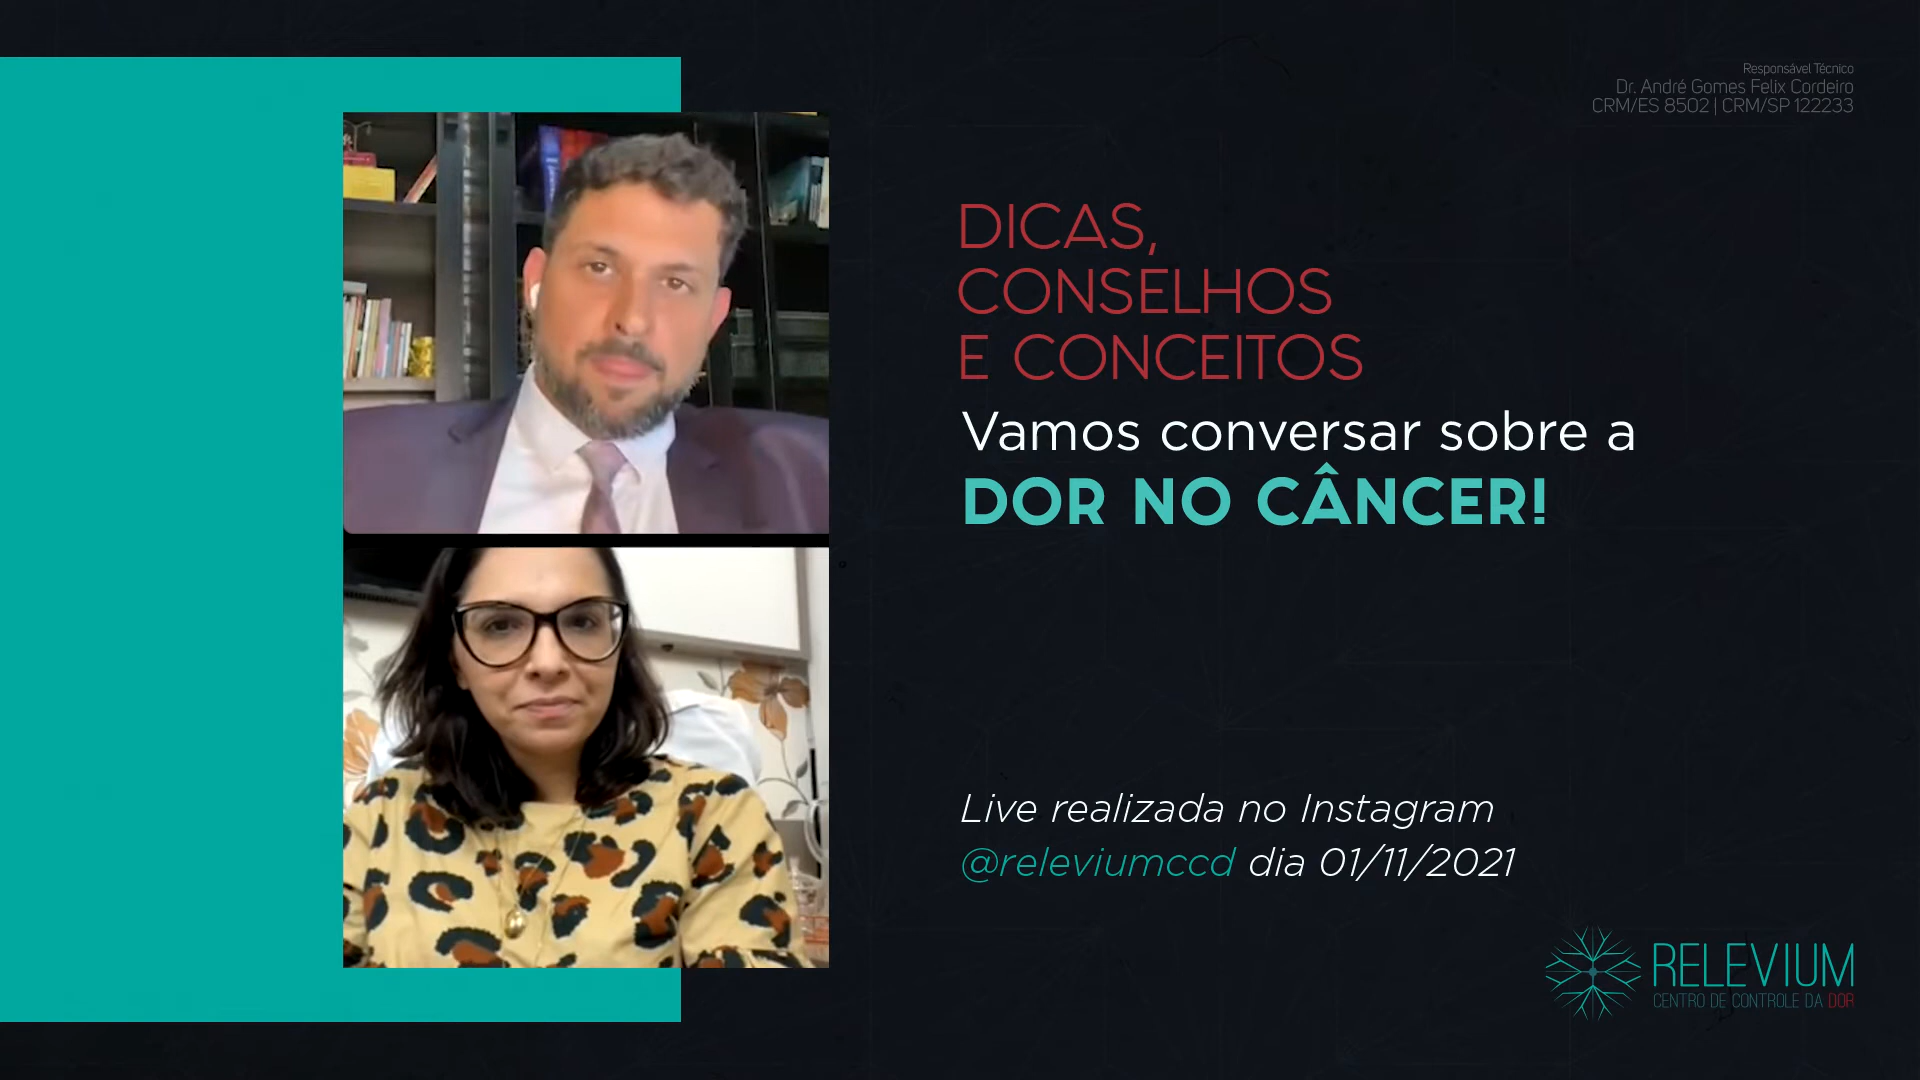 Responsável Técnico
Dr. André Gomes Felix Cordeiro
CRM/ES 8502 | CRM/SP 122233
DICAS,
CONSELHOS
E CONCEITOS
Vamos conversar sobre a
DOR NO CÂNCER!
Live realizada no Instagram
@releviumccd dia 01/11/2021
RELEVIUM
CENTRO DE CONTROLE DA DOR